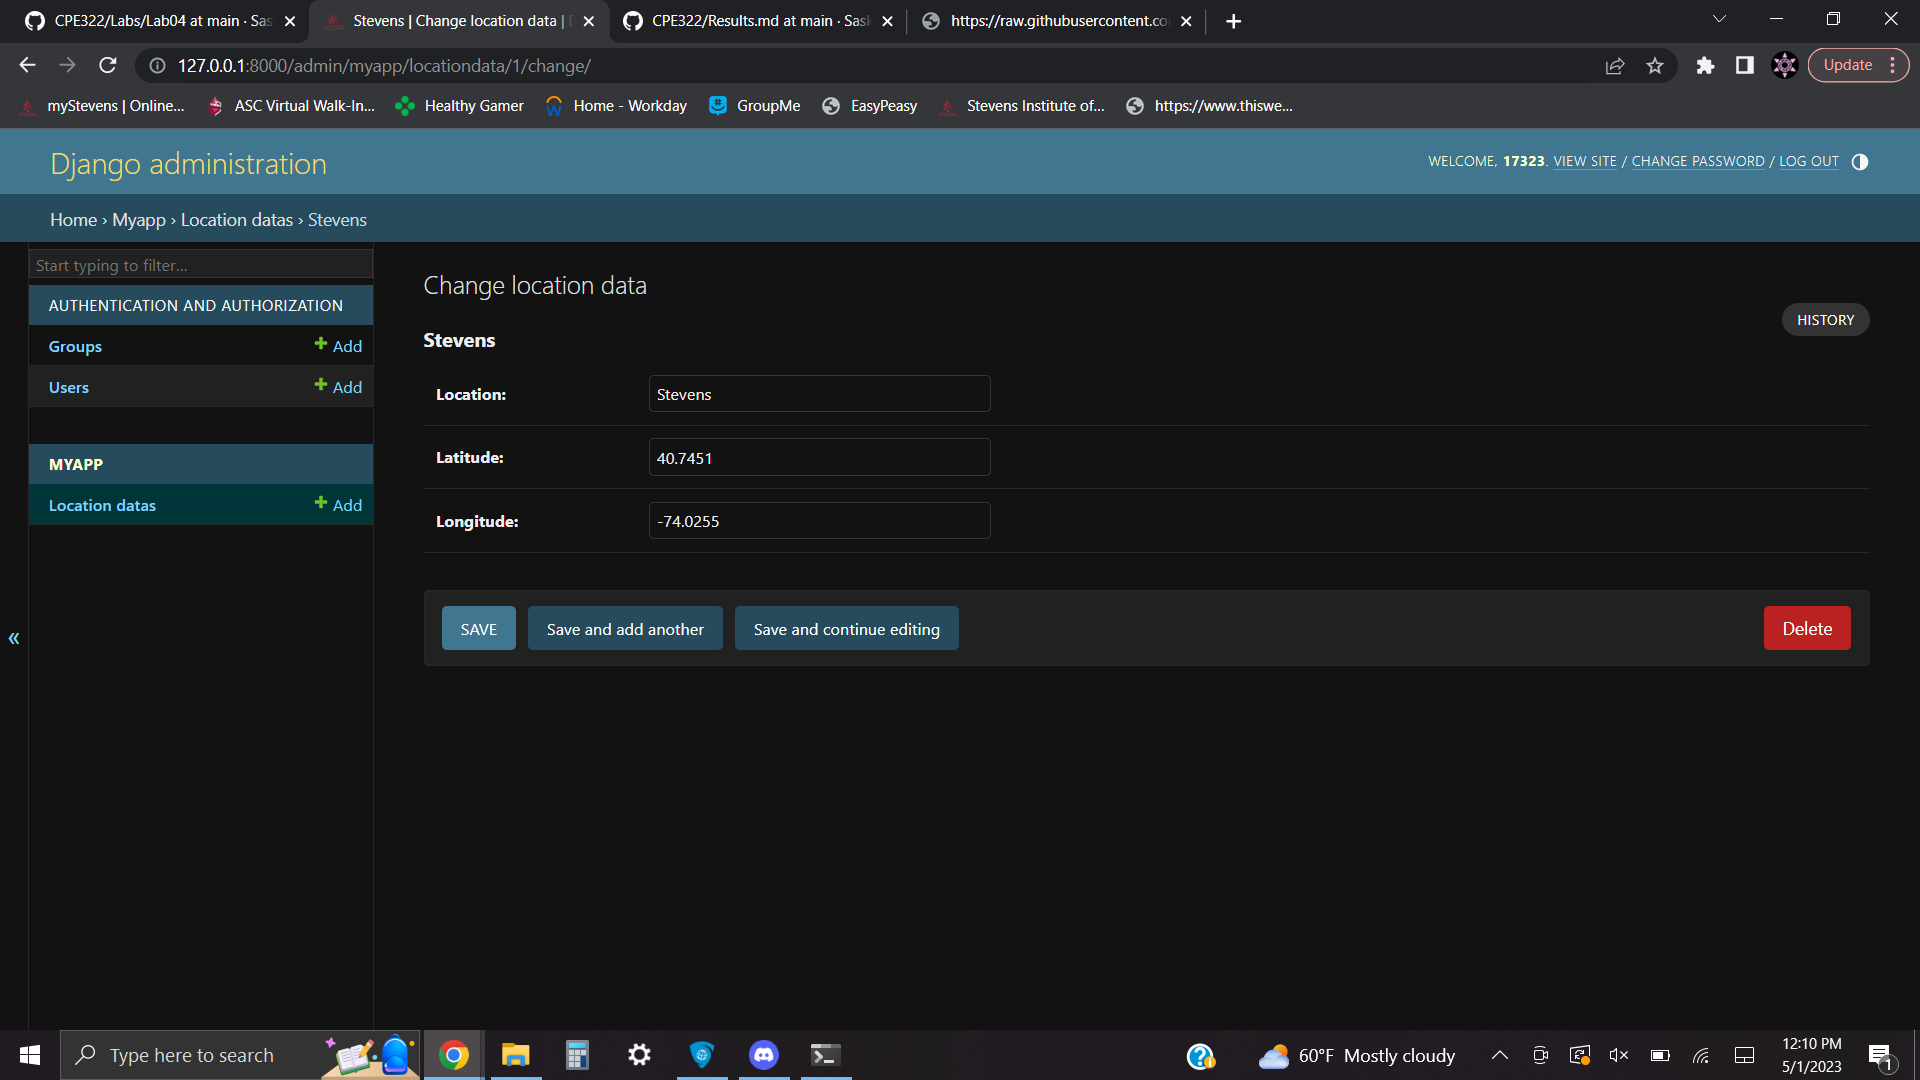 CPE322/Labs/Lab04 at main · Sas
Stevens | Change location data | D
CPE322/Results.md at main · Sask
https://raw.githubusercontent.co
127.0.0.1:8000/admin/myapp/locationdata/1/change/
Update
myStevens | Online...
ASC Virtual Walk-In...
Healthy Gamer
Home - Workday
GroupMe
EasyPeasy
Stevens Institute of...
https://www.thiswe...
Django administration
WELCOME, 17323. VIEW SITE / CHANGE PASSWORD / LOG OUT
Home › Myapp › Location datas › Stevens
Start typing to filter...
AUTHENTICATION AND AUTHORIZATION
Groups
Add
Users
Add
MYAPP
Location datas
Add
«
Change location data
HISTORY
Stevens
Location:
Stevens
Latitude:
40.7451
Longitude:
-74.0255
SAVE
Save and add another
Save and continue editing
Delete
Type here to search
60°F Mostly cloudy
12:10 PM
5/1/2023
1